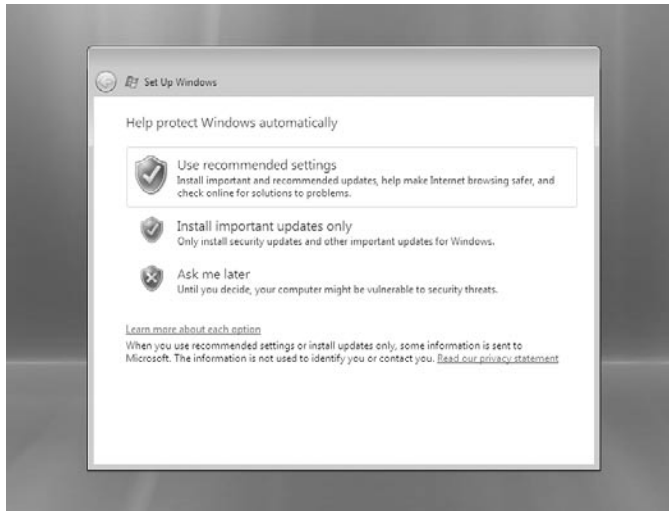 Set Up Windows
Help protect Windows automatically
Use recommended settings
Install important and recommended updates, help make Internet browsing safer, and
check online for solutions to problems.
Install important updates only
Only install security updates and other important updates for Windows.
Ask me later
Until you decide, your computer might be vulnerable to security threats.
Learn more about each option
When you use recommended settings or install updates only, some information is sent to
Microsoft. The information is not used to identify you or contact you. Read our privacy statement